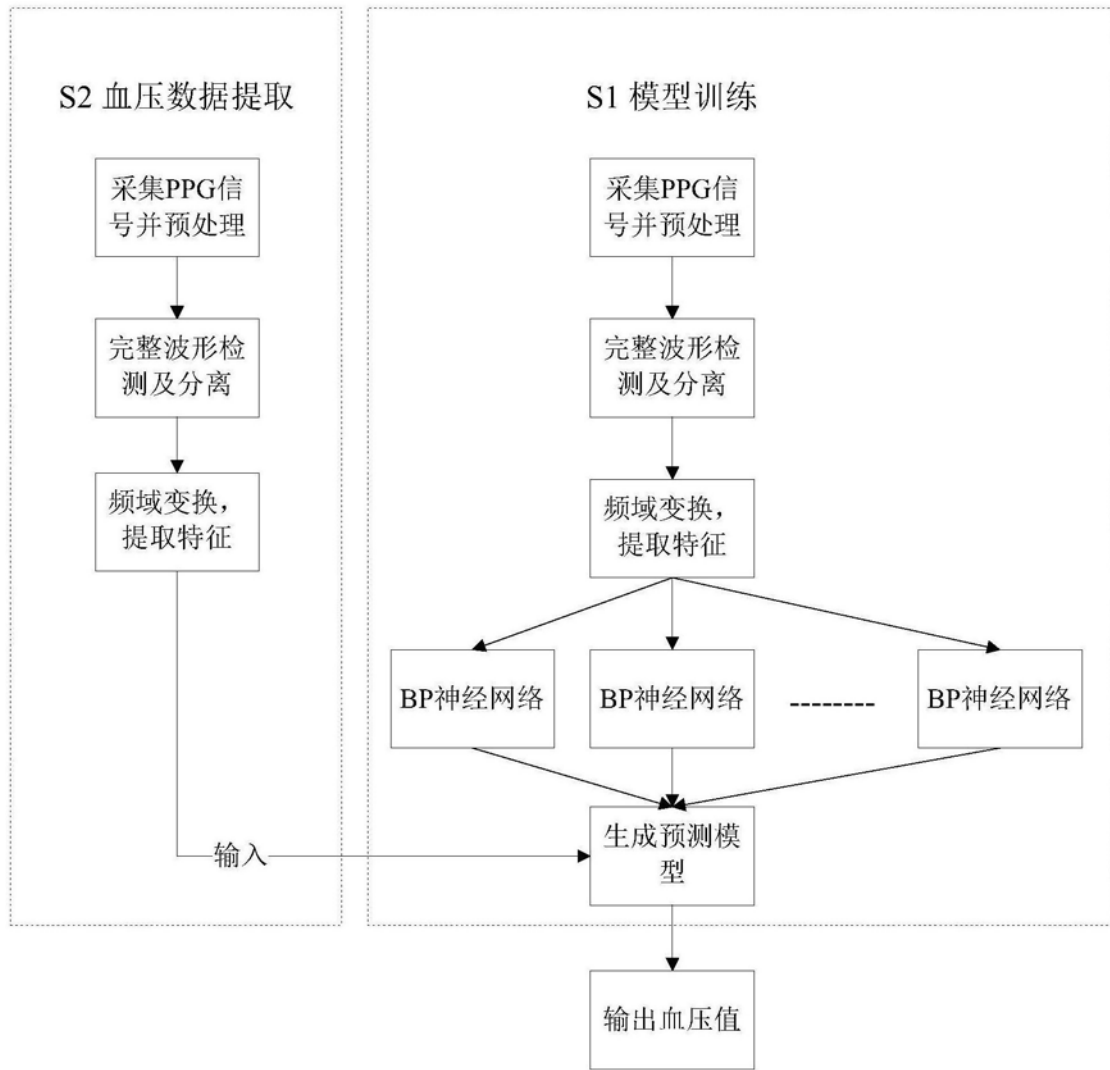 S2 血压数据提取
采集PPG信
号并预处理
完整波形检
测及分离
频域变换，
提取特征
输入
S1 模型训练
采集PPG信
号并预处理
完整波形检
测及分离
频域变换，
提取特征
BP神经网络
BP神经网络
---------
BP神经网络
生成预测模
型
输出血压值